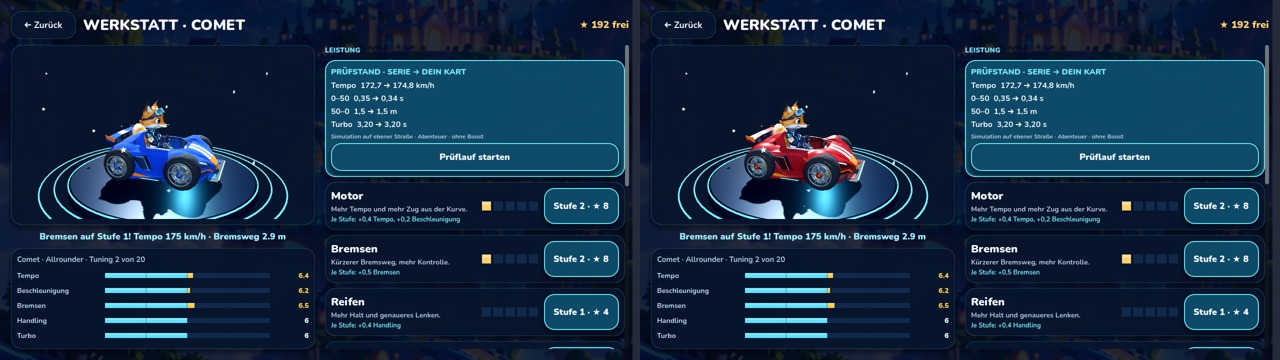 ← Zurück
WERKSTATT · COMET
★ 192 frei
LEISTUNG
PRÜFSTAND · SERIE → DEIN KART
Tempo 172,7 → 174,8 km/h
0–50 0,35 → 0,34 s
50–0 1,5 → 1,5 m
Turbo 3,20 → 3,20 s
Simulation auf ebener Straße · Abenteuer · ohne Boost
Prüflauf starten
Motor
Mehr Tempo und mehr Zug aus der Kurve.
Je Stufe: +0,4 Tempo, +0,2 Beschleunigung
Stufe 2 · ★ 8
Bremsen auf Stufe 1! Tempo 175 km/h · Bremsweg 2.9 m
Bremsen
Kürzerer Bremsweg, mehr Kontrolle.
Je Stufe: +0,5 Bremsen
Stufe 2 · ★ 8
Comet · Allrounder · Tuning 2 von 20
Tempo 6.4
Beschleunigung 6.2
Bremsen 6.5
Handling 6
Turbo 6
Reifen
Mehr Halt und genaueres Lenken.
Je Stufe: +0,4 Handling
Stufe 1 · ★ 4
← Zurück
WERKSTATT · COMET
★ 192 frei
LEISTUNG
PRÜFSTAND · SERIE → DEIN KART
Tempo 172,7 → 174,8 km/h
0–50 0,35 → 0,34 s
50–0 1,5 → 1,5 m
Turbo 3,20 → 3,20 s
Simulation auf ebener Straße · Abenteuer · ohne Boost
Prüflauf starten
Motor
Mehr Tempo und mehr Zug aus der Kurve.
Je Stufe: +0,4 Tempo, +0,2 Beschleunigung
Stufe 2 · ★ 8
Bremsen auf Stufe 1! Tempo 175 km/h · Bremsweg 2.9 m
Bremsen
Kürzerer Bremsweg, mehr Kontrolle.
Je Stufe: +0,5 Bremsen
Stufe 2 · ★ 8
Comet · Allrounder · Tuning 2 von 20
Tempo 6.4
Beschleunigung 6.2
Bremsen 6.5
Handling 6
Turbo 6
Reifen
Mehr Halt und genaueres Lenken.
Je Stufe: +0,4 Handling
Stufe 1 · ★ 4